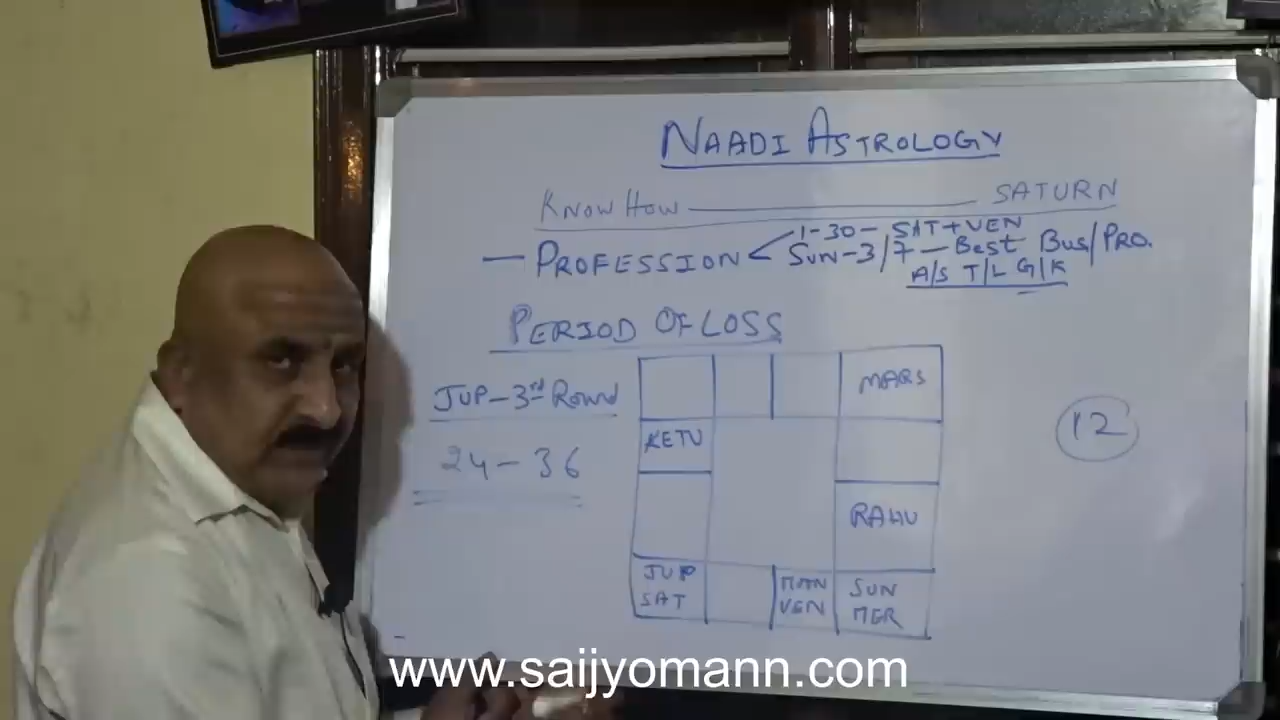 NAADI ASTROLOGY
KNOW HOW SATURN
1-30- SAT+VEN
— PROFESSION < SUN-3/7-Best Bus/PRO.
A/S T/L G/K
PERIOD OF LOSS
JUP-3rd Round
24-36
MARS
12
KETU
RAHU
JUP
SAT
MAN
VEN
SUN
MER
www.saijyomann.com